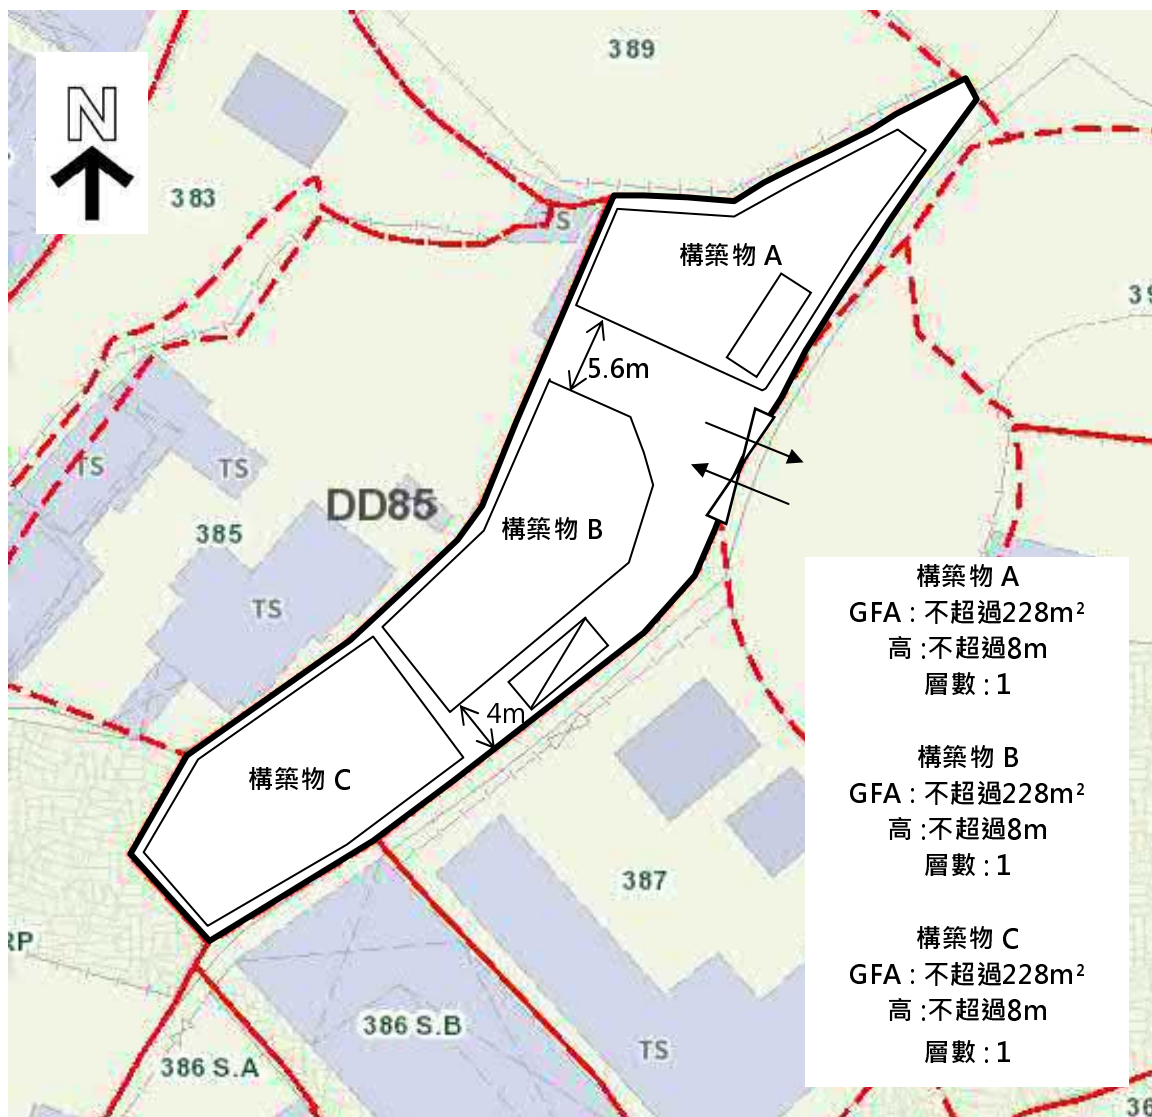 389
N
383
TS
構築物 A
5.6m
TS
TS
DD85
385
構築物 B
TS
構築物 A
GFA : 不超過228m²
高 :不超過8m
層數 : 1
4m
構築物 C
構築物 B
GFA : 不超過228m²
高 :不超過8m
層數 : 1
387
構築物 C
GFA : 不超過228m²
高 :不超過8m
層數 : 1
RP
386 S.B
TS
386 S.A